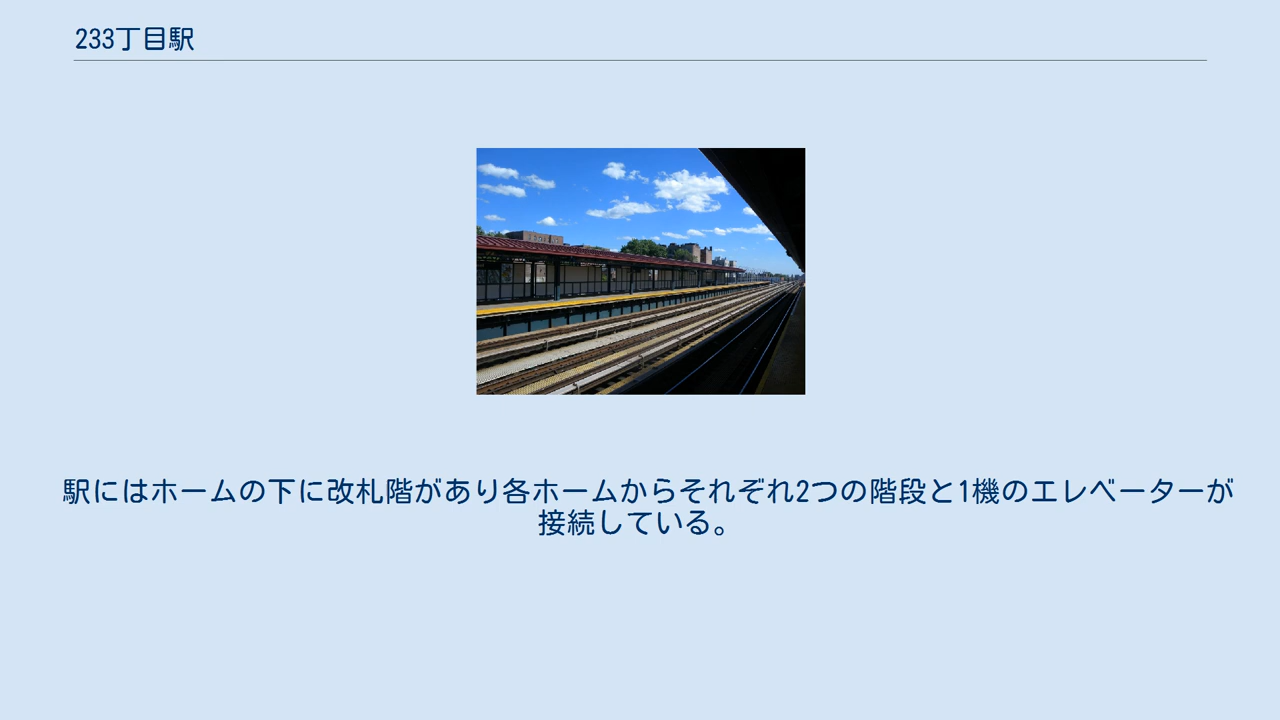 233丁目駅
駅にはホームの下に改札階があり各ホームからそれぞれ2つの階段と1機のエレベーターが
接続している。